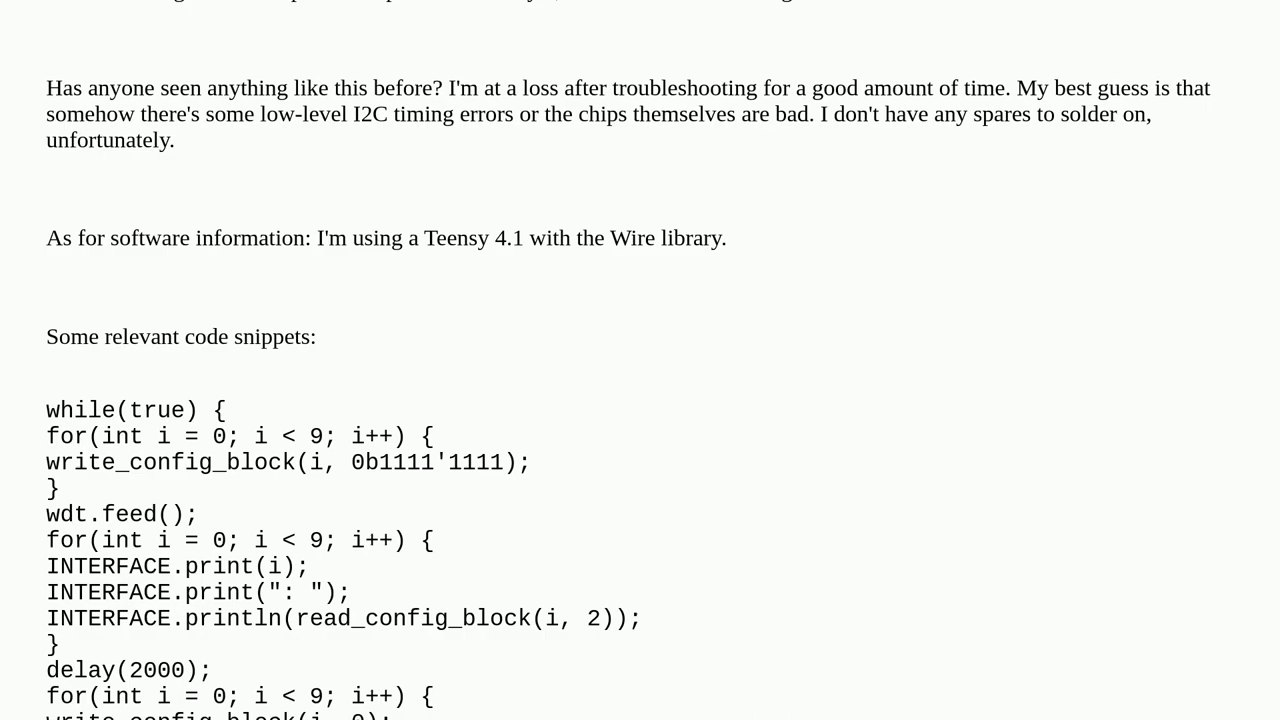 Has anyone seen anything like this before? I'm at a loss after troubleshooting for a good amount of time. My best guess is that
somehow there's some low-level I2C timing errors or the chips themselves are bad. I don't have any spares to solder on,
unfortunately.
As for software information: I'm using a Teensy 4.1 with the Wire library.
Some relevant code snippets:
while(true) {
for(int i = 0; i < 9; i++) {
write_config_block(i, 0b1111'1111);
}
wdt.feed();
for(int i = 0; i < 9; i++) {
INTERFACE.print(i);
INTERFACE.print(": ");
INTERFACE.println(read_config_block(i, 2));
}
delay(2000);
for(int i = 0; i < 9; i++) {
write_config_block(i, 0);